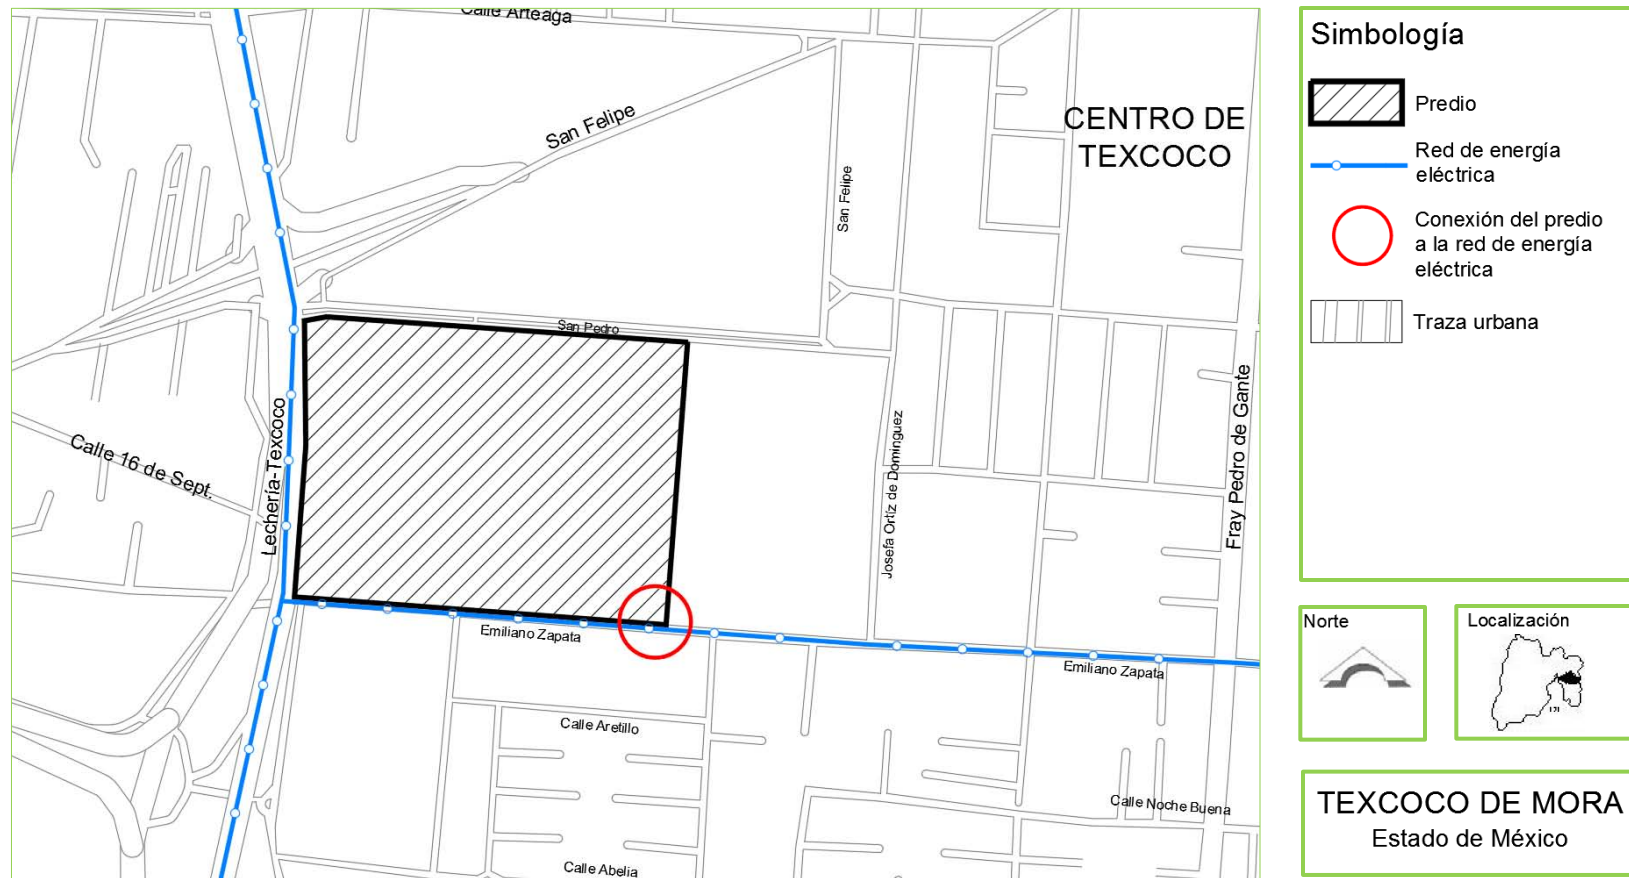 Calle Arteaga
San Felipe
CENTRO DE
TEXCOCO
San Felipe
San Pedro
Fray Pedro de Gante
Lechería-Texcoco
Josefa Ortíz de Dominguez
Calle 16 de Sept.
Emiliano Zapata
Emiliano Zapata
Calle Aretillo
Calle Noche Buena
Calle Abelia
Simbología
Predio
Red de energía
eléctrica
Conexión del predio
a la red de energía
eléctrica
Traza urbana
Norte
Localización
TEXCOCO DE MORA
Estado de México